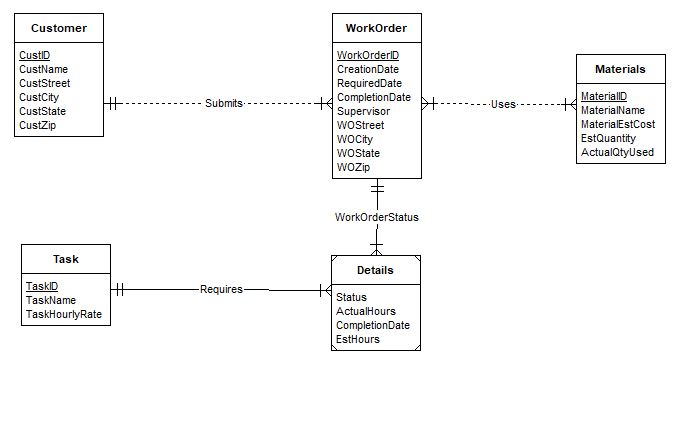 Customer
CustID
CustName
CustStreet
CustCity
CustState
CustZip
Submits
WorkOrder
WorkOrderID
CreationDate
RequiredDate
CompletionDate
Supervisor
WOStreet
WOCity
WOState
WOZip
Uses
Materials
MaterialID
MaterialName
MaterialEstCost
EstQuantity
ActualQtyUsed
WorkOrderStatus
Task
TaskID
TaskName
TaskHourlyRate
Requires
Details
Status
ActualHours
CompletionDate
EstHours